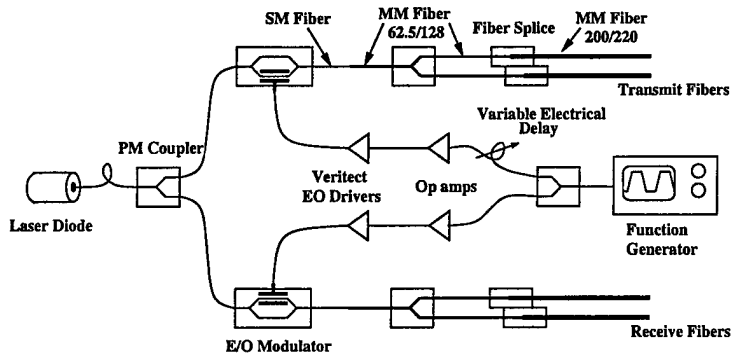 SM Fiber
MM Fiber
62.5/128
Fiber Splice
MM Fiber
200/220
Transmit Fibers
PM Coupler
Variable Electrical
Delay
Laser Diode
Veritect
EO Drivers
Op amps
Function
Generator
E/O Modulator
Receive Fibers